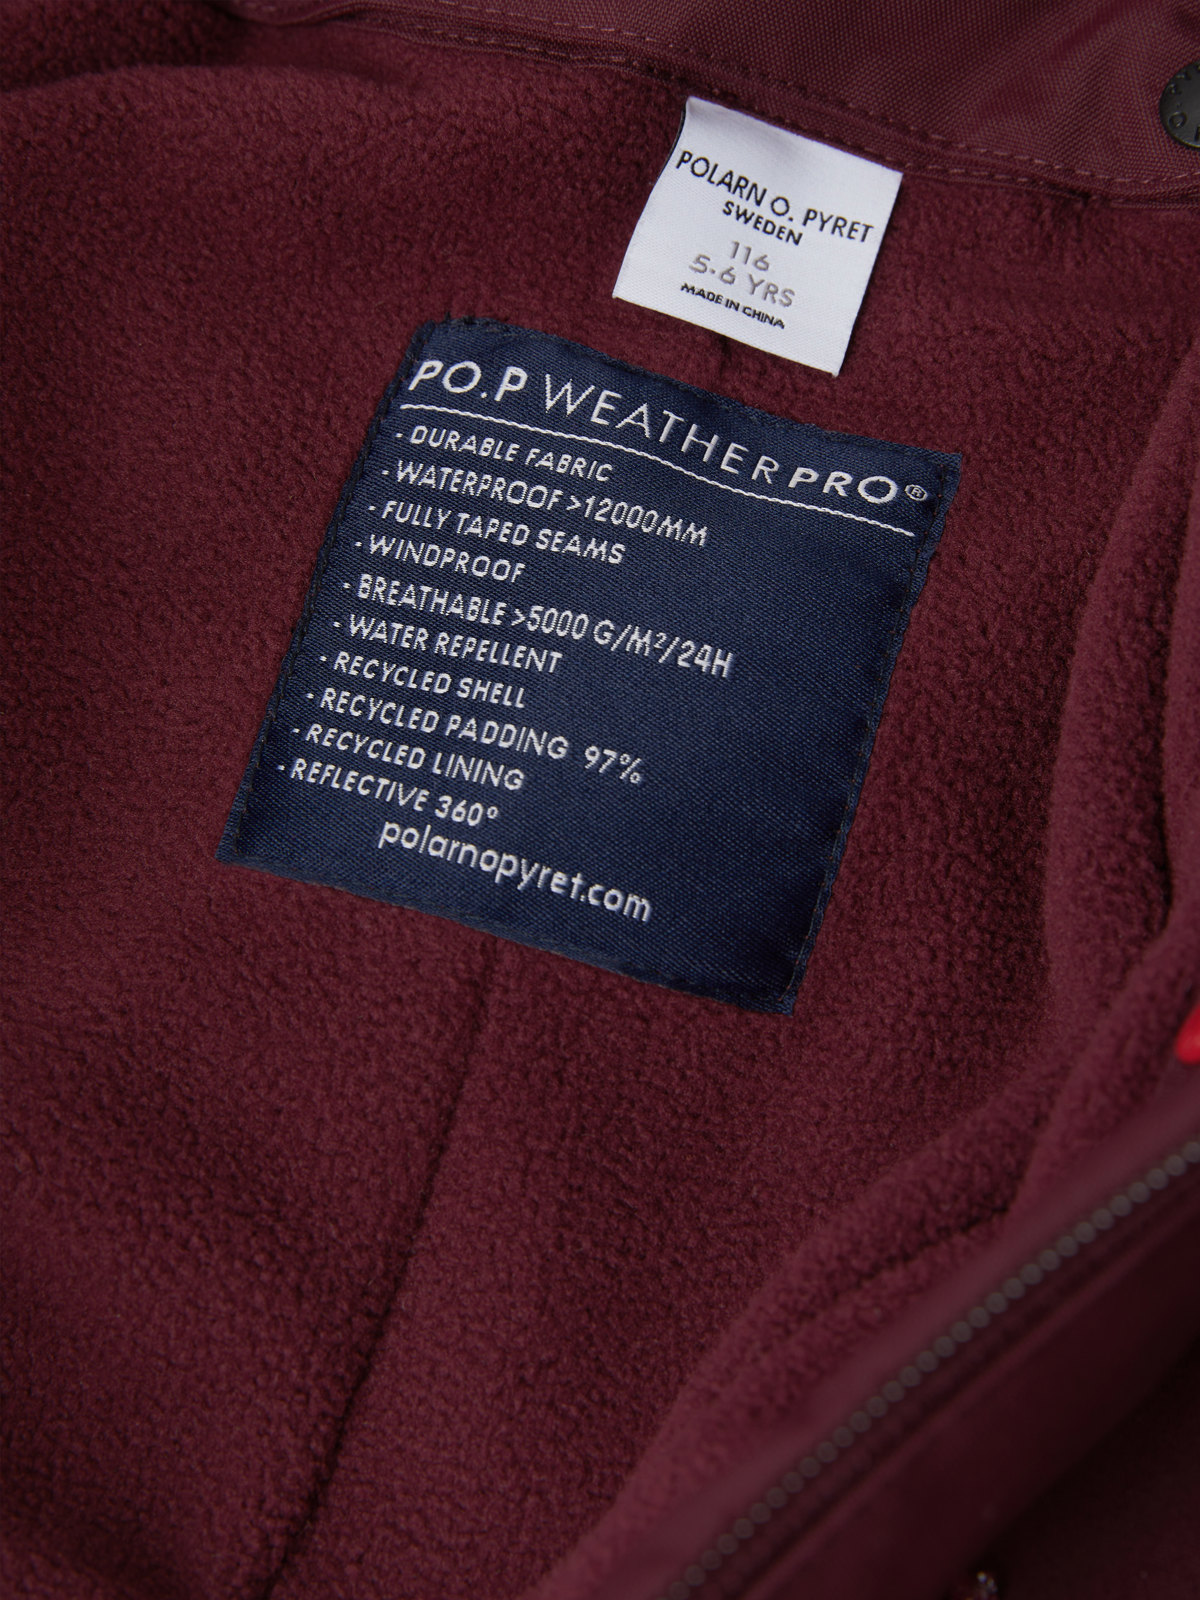 POLARN O. PYRET
SWEDEN
116
5-6 YRS
MADE IN CHINA
PO.P WEATHERPRO®
- DURABLE FABRIC
- WATERPROOF >12000MM
- FULLY TAPED SEAMS
- WINDPROOF
- BREATHABLE >5000 G/M²/24H
- WATER REPELLENT
- RECYCLED SHELL
- RECYCLED PADDING 97%
- RECYCLED LINING
- REFLECTIVE 360°
polarnopyret.com